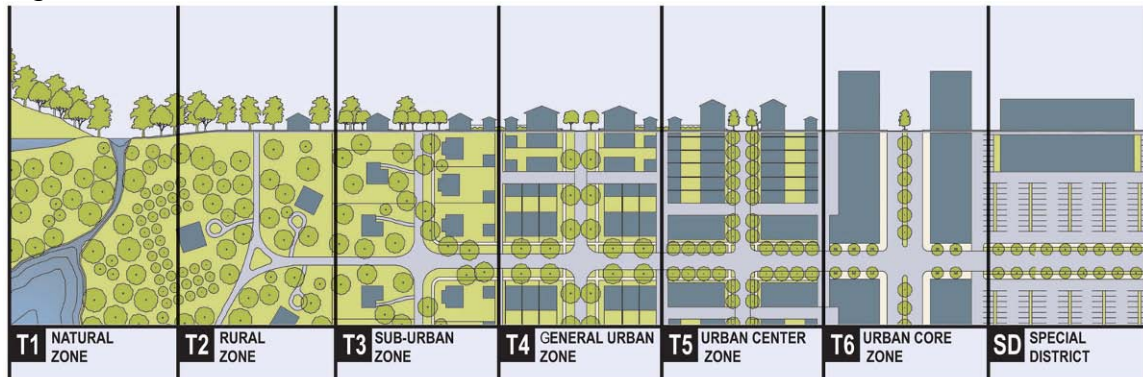 T1 NATURAL
ZONE
T2 RURAL
ZONE
T3 SUB-URBAN
ZONE
T4 GENERAL URBAN
ZONE
T5 URBAN CENTER
ZONE
T6 URBAN CORE
ZONE
SD SPECIAL
DISTRICT